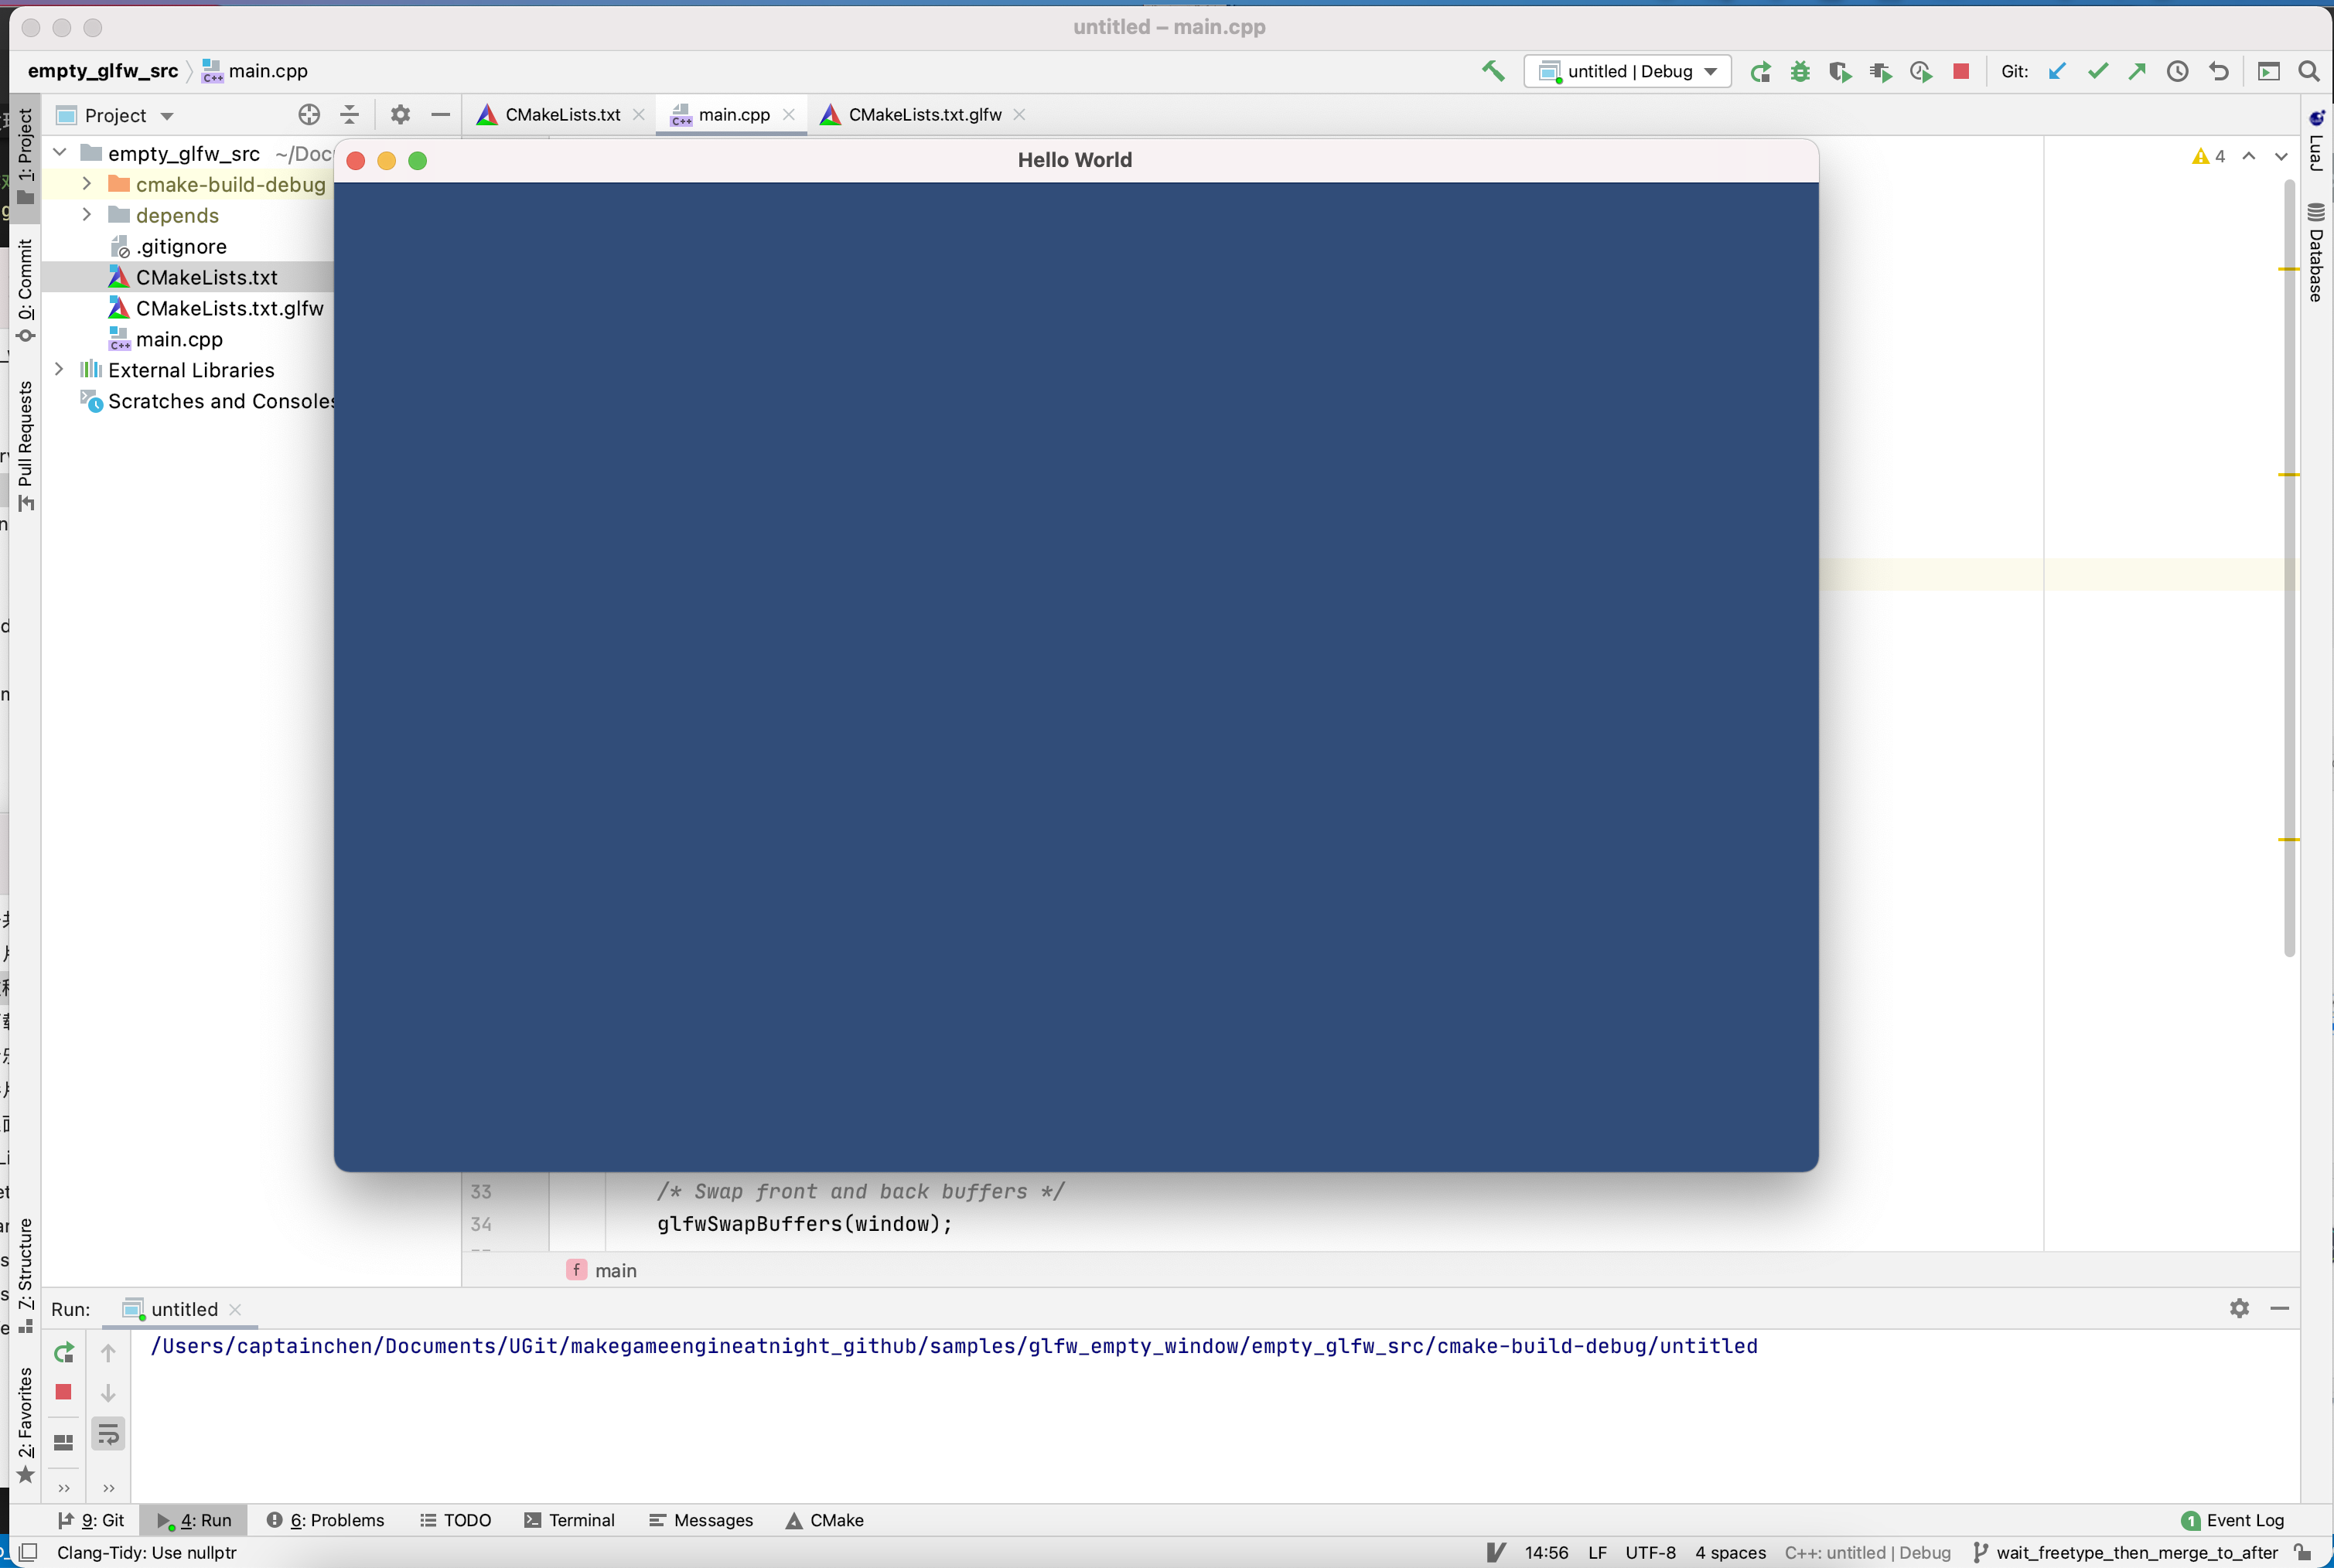 untitled – main.cpp
empty_glfw_src main.cpp
untitled | Debug
Git:
Project
CMakeLists.txt
main.cpp
CMakeLists.txt.glfw
1: Project
0: Commit
Pull Requests
7: Structure
2: Favorites
empty_glfw_src ~/Doc
cmake-build-debug
depends
.gitignore
CMakeLists.txt
CMakeLists.txt.glfw
C++ main.cpp
External Libraries
Scratches and Consoles
Hello World
4
LuaJ
Database
33 /* Swap front and back buffers */
34 glfwSwapBuffers(window);
f main
Run: untitled
/Users/captainchen/Documents/UGit/makegameengineatnight_github/samples/glfw_empty_window/empty_glfw_src/cmake-build-debug/untitled
9: Git 4: Run 6: Problems TODO Terminal Messages CMake
1 Event Log
Clang-Tidy: Use nullptr
14:56 LF UTF-8 4 spaces C++: untitled | Debug wait_freetype_then_merge_to_after